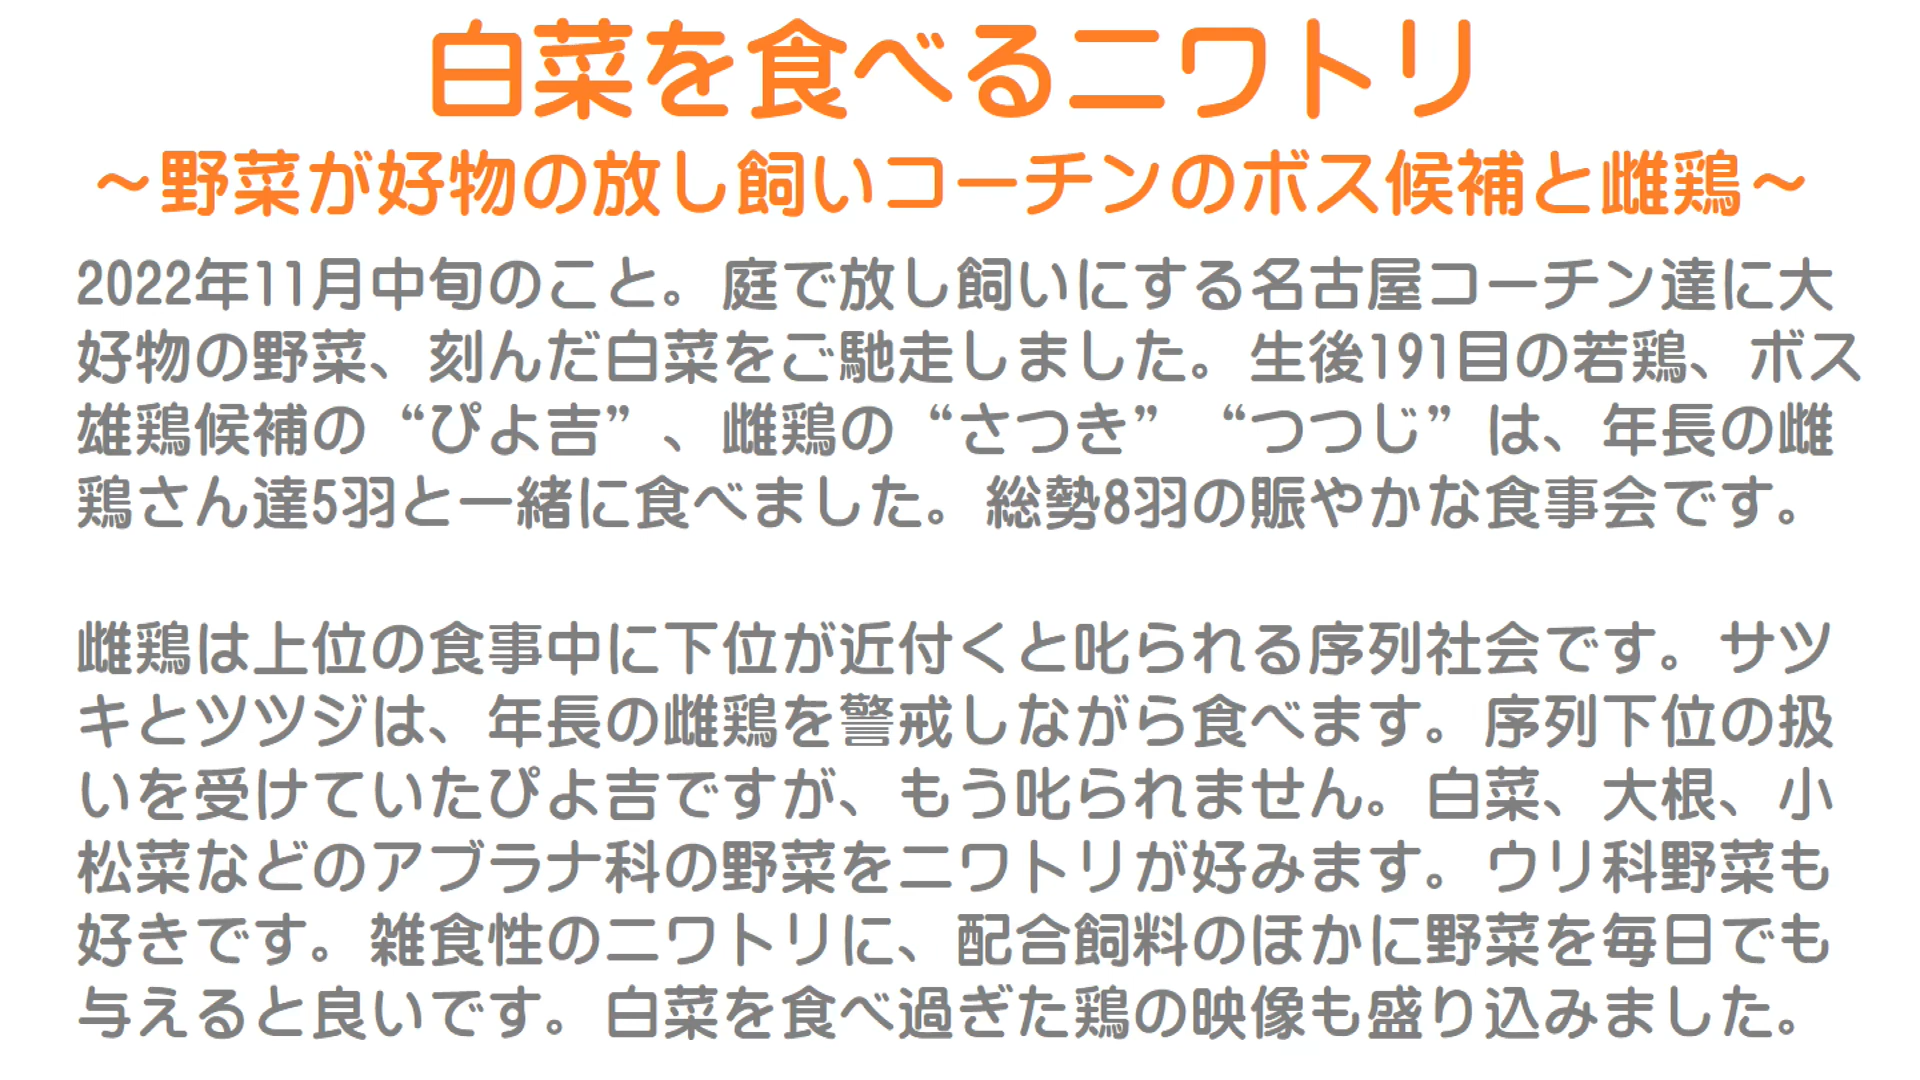 白菜を食べるニワトリ
～野菜が好物の放し飼いコーチンのボス候補と雌鶏～
2022年11月中旬のこと。庭で放し飼いにする名古屋コーチン達に大
好物の野菜、刻んだ白菜をご馳走しました。生後191目の若鶏、ボス
雄鶏候補の“ぴよ吉”、雌鶏の“さつき”“つつじ”は、年長の雌
鶏さん達5羽と一緒に食べました。総勢8羽の賑やかな食事会です。
雌鶏は上位の食事中に下位が近付くと叱られる序列社会です。サツ
キとツツジは、年長の雌鶏を警戒しながら食べます。序列下位の扱
いを受けていたぴよ吉ですが、もう叱られません。白菜、大根、小
松菜などのアブラナ科の野菜をニワトリが好みます。ウリ科野菜も
好きです。雑食性のニワトリに、配合飼料のほかに野菜を毎日でも
与えると良いです。白菜を食べ過ぎた鶏の映像も盛り込みました。